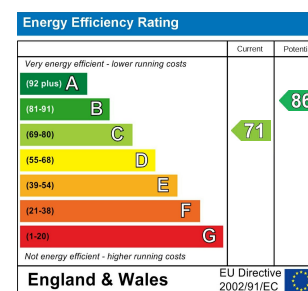 Energy Efficiency Rating
Current Potenti
Very energy efficient - lower running costs
(92 plus) A
(81-91) B 86
(69-80) C 71
(55-68) D
(39-54) E
(21-38) F
(1-20) G
Not energy efficient - higher running costs
England & Wales
EU Directive
2002/91/EC